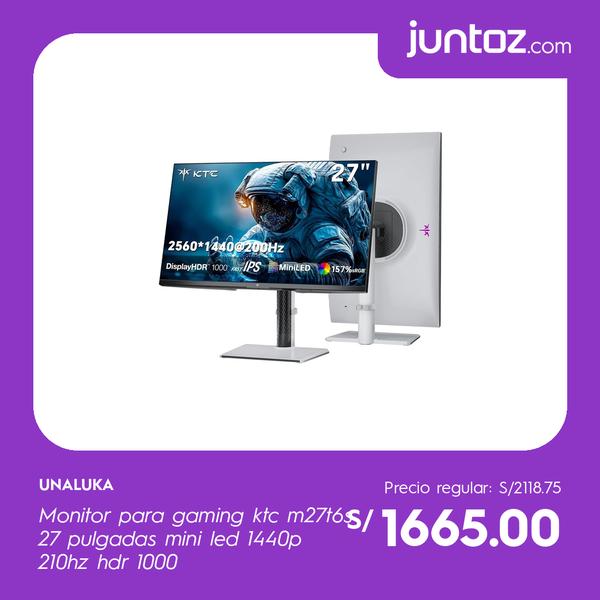 juntoz.com
KTC
27"
2560*1440@200Hz
DisplayHDR 1000 IPS MiniLED 157%sRGB
UNALUKA
Precio regular: S/2118.75
Monitor para gaming ktc m27t6s
27 pulgadas mini led 1440p
210hz hdr 1000
S/ 1665.00